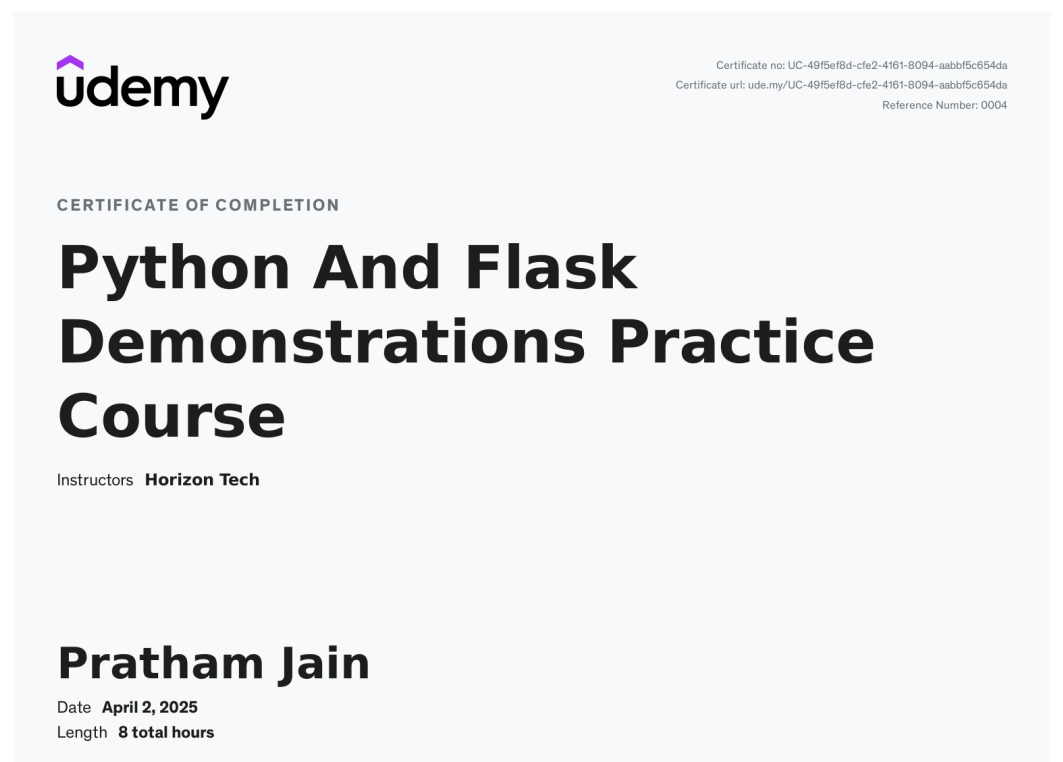 udemy
Certificate no: UC-49f5ef8d-cfe2-4161-8094-aabbf5c654da
Certificate url: ude.my/UC-49f5ef8d-cfe2-4161-8094-aabbf5c654da
Reference Number: 0004
CERTIFICATE OF COMPLETION
Python And Flask
Demonstrations Practice
Course
Instructors Horizon Tech
Pratham Jain
Date April 2, 2025
Length 8 total hours